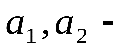 a₁, a₂ -